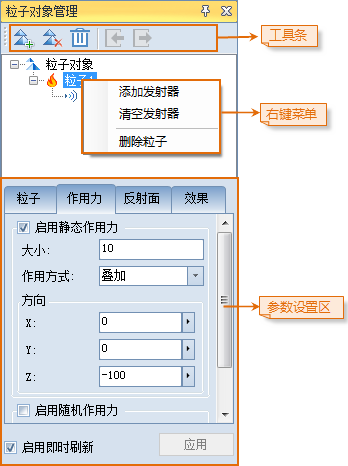 粒子对象管理
工具条
粒子对象
粒子1
添加发射器
清空发射器
右键菜单
删除粒子
粒子 作用力 反射面 效果
启用静态作用力
大小: 10
作用方式: 叠加
方向
X: 0
参数设置区
Y: 0
Z: -100
启用随机作用力
启用即时刷新 应用